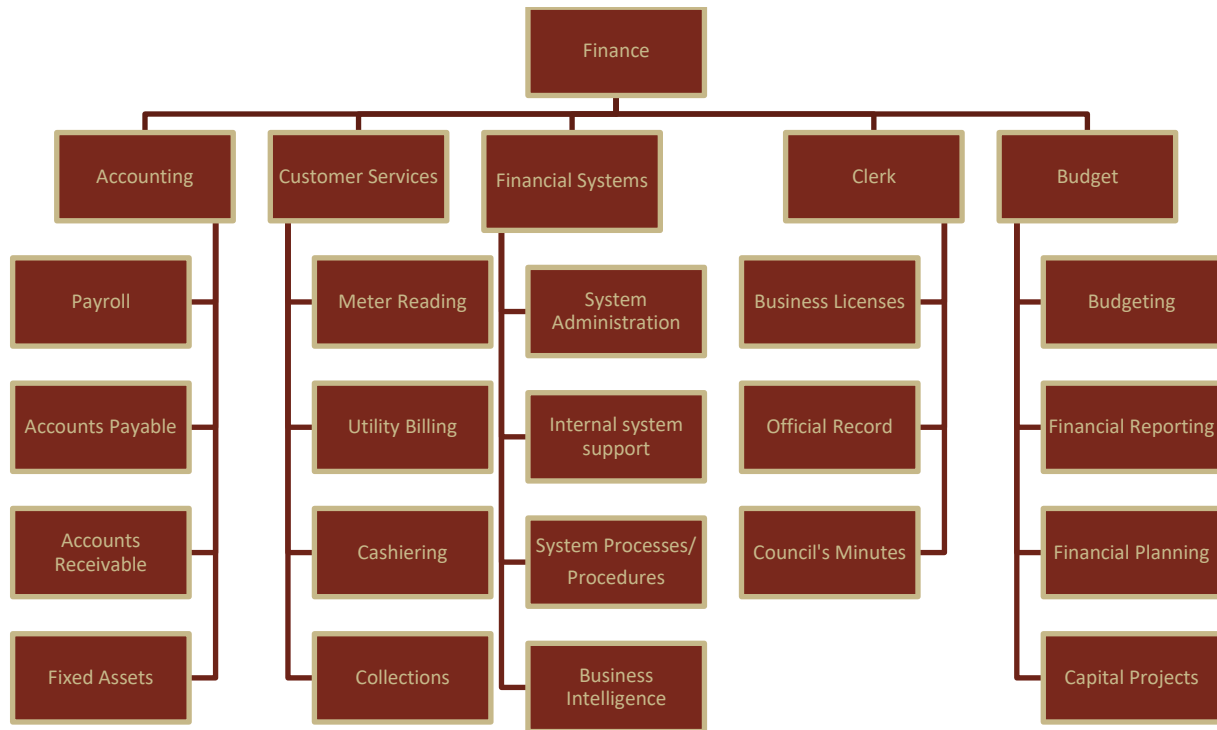 Finance
Accounting
Customer Services
Financial Systems
Clerk
Budget
Payroll
Accounts Payable
Accounts
Receivable
Fixed Assets
Meter Reading
Utility Billing
Cashiering
Collections
System
Administration
Internal system
support
System Processes/
Procedures
Business
Intelligence
Business Licenses
Official Record
Council's Minutes
Budgeting
Financial Reporting
Financial Planning
Capital Projects